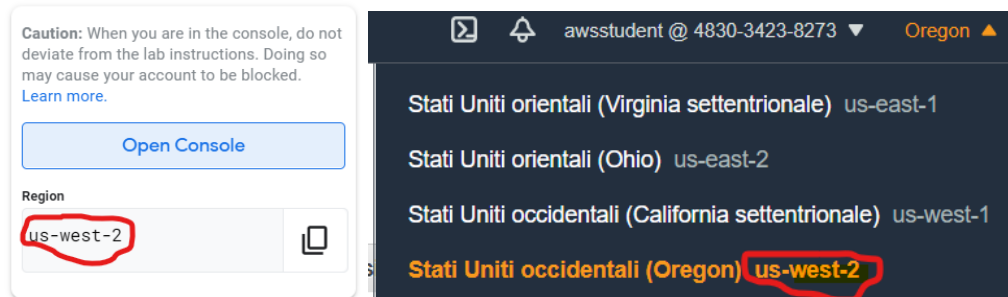 Caution: When you are in the console, do not
deviate from the lab instructions. Doing so
may cause your account to be blocked.
Learn more.
Open Console
Region
us-west-2
awsstudent @ 4830-3423-8273 ▼ Oregon ▲
Stati Uniti orientali (Virginia settentrionale) us-east-1
Stati Uniti orientali (Ohio) us-east-2
Stati Uniti occidentali (California settentrionale) us-west-1
Stati Uniti occidentali (Oregon) us-west-2